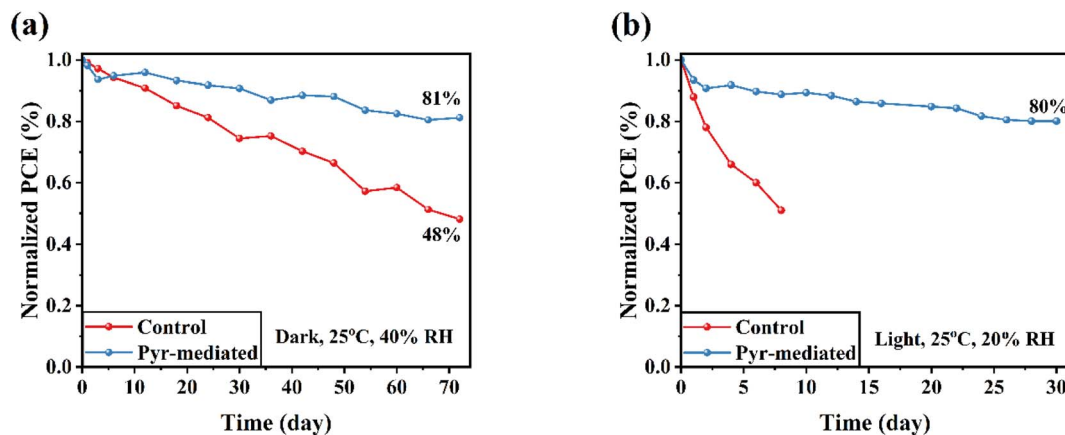 (a)
1.0
0.8
0.6
0.4
0.2
0.0
Normalized PCE (%)
81%
48%
Control
Pyr-mediated
Dark, 25°C, 40% RH
0 10 20 30 40 50 60 70
Time (day)
(b)
1.0
0.8
0.6
0.4
0.2
0.0
Normalized PCE (%)
80%
Control
Pyr-mediated
Light, 25°C, 20% RH
0 5 10 15 20 25 30
Time (day)